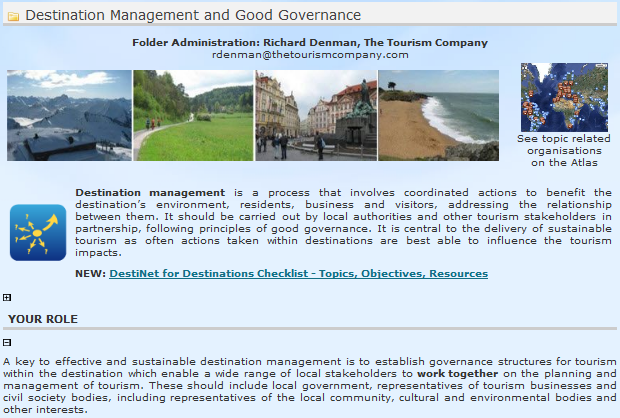 Destination Management and Good Governance
Folder Administration: Richard Denman, The Tourism Company
rdenman@thetourismcompany.com
See topic related
organisations
on the Atlas
Destination management is a process that involves coordinated actions to benefit the
destination's environment, residents, business and visitors, addressing the relationship
between them. It should be carried out by local authorities and other tourism stakeholders in
partnership, following principles of good governance. It is central to the delivery of sustainable
tourism as often actions taken within destinations are best able to influence the tourism
impacts.
NEW: DestiNet for Destinations Checklist - Topics, Objectives, Resources
YOUR ROLE
A key to effective and sustainable destination management is to establish governance structures for tourism
within the destination which enable a wide range of local stakeholders to work together on the planning and
management of tourism. These should include local government, representatives of tourism businesses and
civil society bodies, including representatives of the local community, cultural and environmental bodies and
other interests.